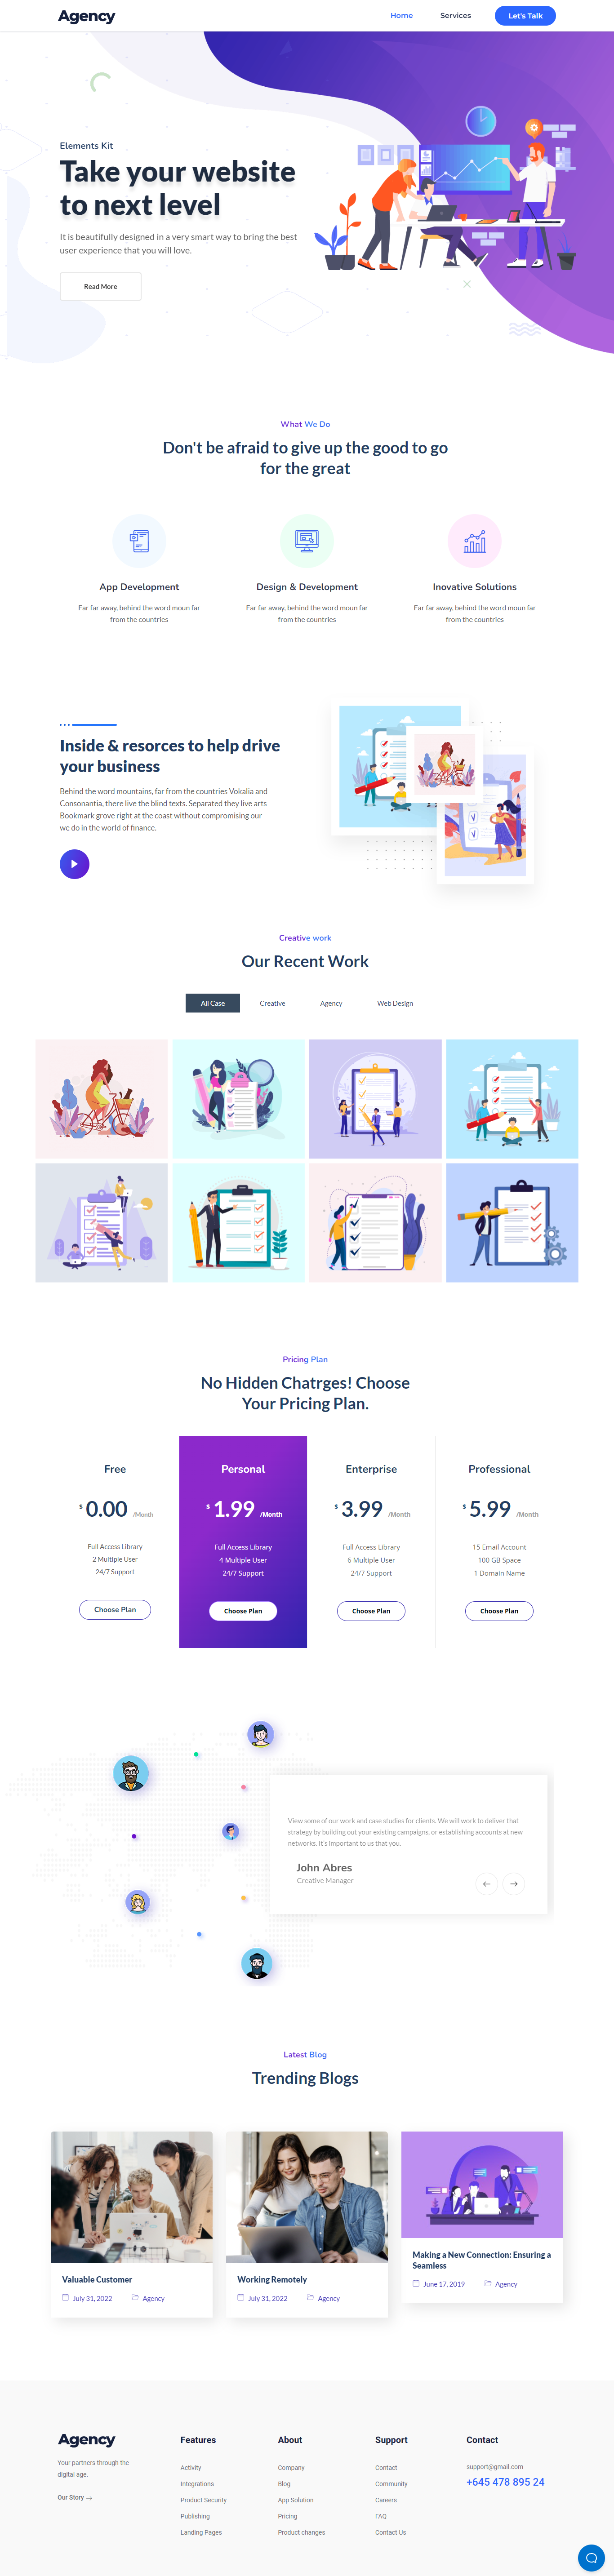 Agency
Home
Services
Let's Talk
Elements Kit
Take your website
to next level
It is beautifully designed in a very smart way to bring the best
user experience that you will love.
Read More
What We Do
Don't be afraid to give up the good to go
for the great
App Development
Far far away, behind the word moun far
from the countries
Design & Development
Far far away, behind the word moun far
from the countries
Inovative Solutions
Far far away, behind the word moun far
from the countries
Inside & resorces to help drive
your business
Behind the word mountains, far from the countries Vokalia and
Consonantia, there live the blind texts. Separated they live arts
Bookmark grove right at the coast without compromising our
we do in the world of finance.
Creative work
Our Recent Work
All Case
Creative
Agency
Web Design
Pricing Plan
No Hidden Chatrges! Choose
Your Pricing Plan.
Free
$ 0.00 /Month
Full Access Library
2 Multiple User
24/7 Support
Choose Plan
Personal
$ 1.99 /Month
Full Access Library
4 Multiple User
24/7 Support
Choose Plan
Enterprise
$ 3.99 /Month
Full Access Library
6 Multiple User
24/7 Support
Choose Plan
Professional
$ 5.99 /Month
15 Email Account
100 GB Space
1 Domain Name
Choose Plan
View some of our work and case studies for clients. We will work to deliver that
strategy by building out your existing campaigns, or establishing accounts at new
networks. It's important to us that you,
John Abres
Creative Manager
Latest Blog
Trending Blogs
Valuable Customer
July 31, 2022
Agency
Working Remotely
July 31, 2022
Agency
Making a New Connection: Ensuring a
Seamless
June 17, 2019
Agency
Agency
Your partners through the
digital age.
Our Story
Features
Activity
Integrations
Product Security
Publishing
Landing Pages
About
Company
Blog
App Solution
Pricing
Product changes
Support
Contact
Community
Careers
FAQ
Contact Us
Contact
support@gmail.com
+645 478 895 24